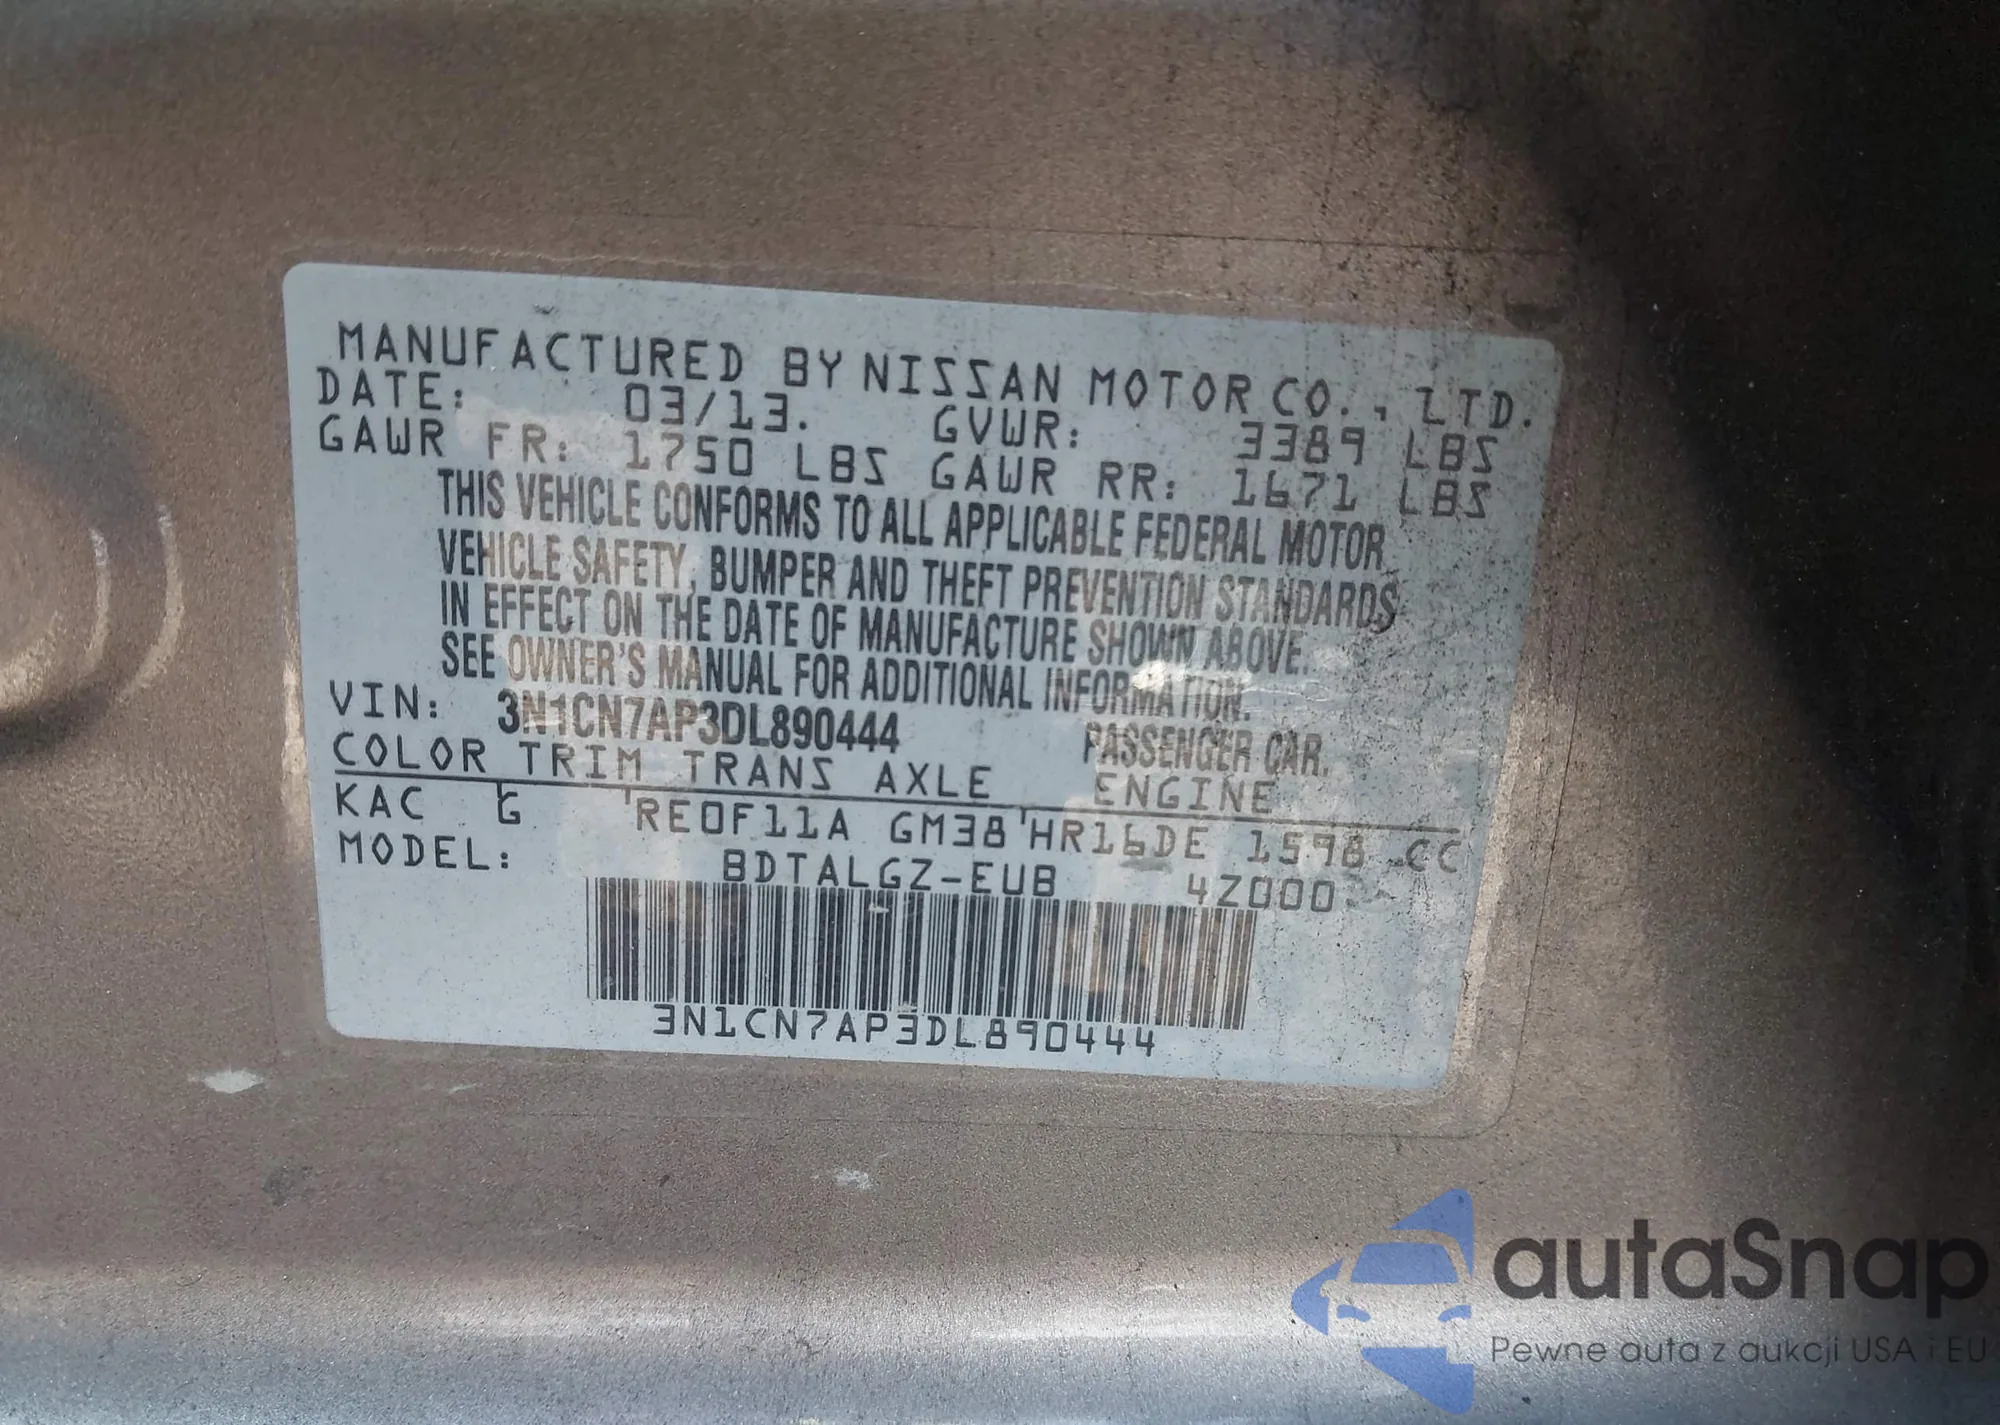 MANUFACTURED BY NISSAN MOTOR CO., LTD.
DATE: 03/13. GVWR: 3389 LBS
GAWR FR: 1750 LBS GAWR RR: 1671 LBS
THIS VEHICLE CONFORMS TO ALL APPLICABLE FEDERAL MOTOR
VEHICLE SAFETY, BUMPER AND THEFT PREVENTION STANDARDS
IN EFFECT ON THE DATE OF MANUFACTURE SHOWN ABOVE.
SEE OWNER'S MANUAL FOR ADDITIONAL INFORMATION.
VIN: 3N1CN7AP3DL890444 PASSENGER CAR.
COLOR TRIM TRANS AXLE ENGINE
KAC G RE0F11A GM38 HR16DE 1598 CC
MODEL: BDTALGZ-EUB 4Z000
3N1CN7AP3DL890444
autaSnap
Pewne auta z aukcji USA i EU